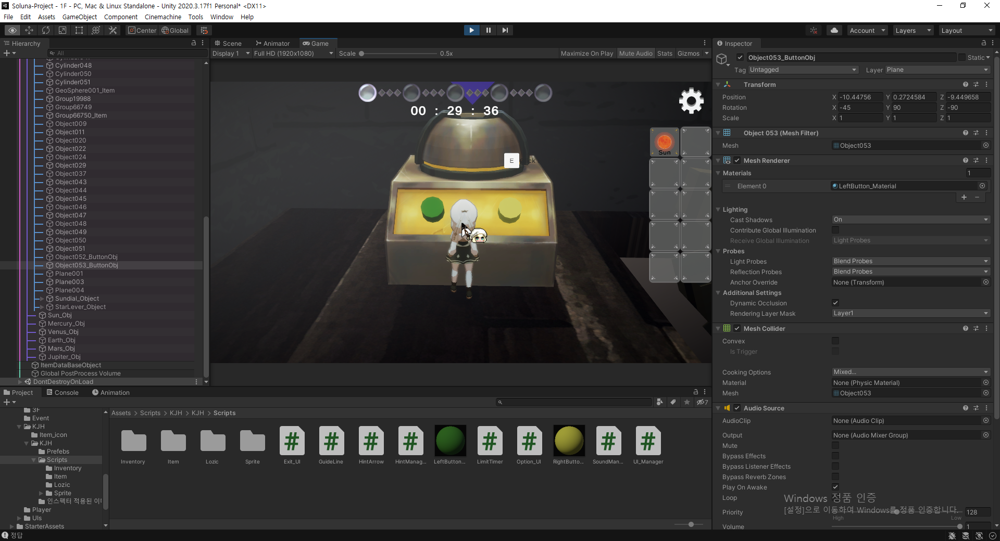 Soluna-Project - 1F - PC, Mac & Linux Standalone - Unity 2020.3.17f1 Personal* <DX11>
File Edit Assets GameObject Component Cinemachine Tools Window Help
Center Global Account Layers Layout
Hierarchy
All
Cylinder048
Cylinder050
Cylinder051
GeoSphere001_Item
Group19988
Group66749
Group66750_Item
Object009
Object011
Object020
Object022
Object024
Object029
Object037
Object043
Object044
Object045
Object046
Object047
Object048
Object049
Object050
Object051
Object052_ButtonObj
Object053_ButtonObj
Plane001
Plane003
Plane004
Sundial_Object
StarLever_Object
Sun_Obj
Mercury_Obj
Venus_Obj
Earth_Obj
Mars_Obj
Jupiter_Obj
ItemDataBaseObject
Global PostProcess Volume
DontDestroyOnLoad
Scene Animator Game
Display 1 Full HD (1920x1080) Scale 0.5x Maximize On Play Mute Audio Stats Gizmos
00 : 29 : 36
Sun
E
Inspector
Object053_ButtonObj Static
Tag Untagged Layer Plane
Transform
Position X -10.44756 Y 0.2724584 Z -9.449658
Rotation X -45 Y 90 Z -90
Scale X 1 Y 1 Z 1
Object 053 (Mesh Filter)
Mesh Object053
Mesh Renderer
Materials 1
Element 0 LeftButton_Material
Lighting
Cast Shadows On
Contribute Global Illumination
Receive Global Illumination Light Probes
Probes
Light Probes Blend Probes
Reflection Probes Blend Probes
Anchor Override None (Transform)
Additional Settings
Dynamic Occlusion
Rendering Layer Mask Layer1
Mesh Collider
Convex
Is Trigger
Cooking Options Mixed...
Material None (Physic Material)
Mesh Object053
Audio Source
AudioClip None (Audio Clip)
Output None (Audio Mixer Group)
Mute
Bypass Effects
Bypass Listener Effects
Bypass Reverb Zones
Play On Awake
Loop
Priority 128
High Low
Volume 1
Windows 정품 인증
[설정]으로 이동하여 Windows를 정품 인증합니다.
Project Console Animation
7
3F
Event
KJH
Item_icon
KJH
Prefebs
Scripts
Inventory
Item
Lozic
Sprite
인스펙터 적용된 이
Player
UIs
StarterAssets
Assets > Scripts > KJH > KJH > Scripts
Inventory Item Lozic Sprite Exit_UI GuideLine HintArrow HintManag... LeftButton... LimitTimer Option_UI RightButto... SoundMan... UI_Manager
정답